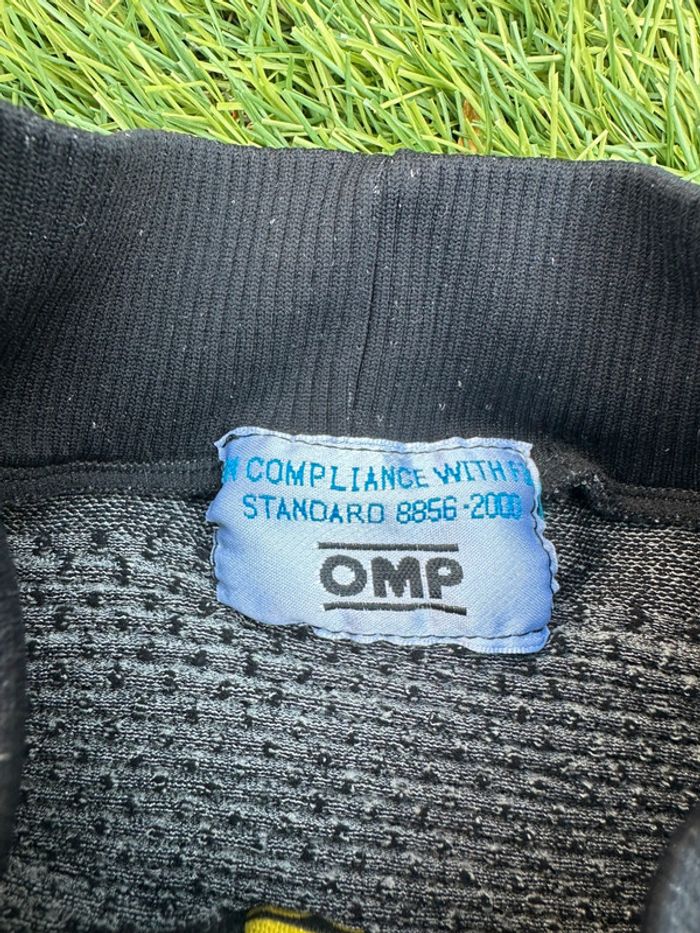 COMPLIANCE WITH
STANDARD 8856-2000
OMP